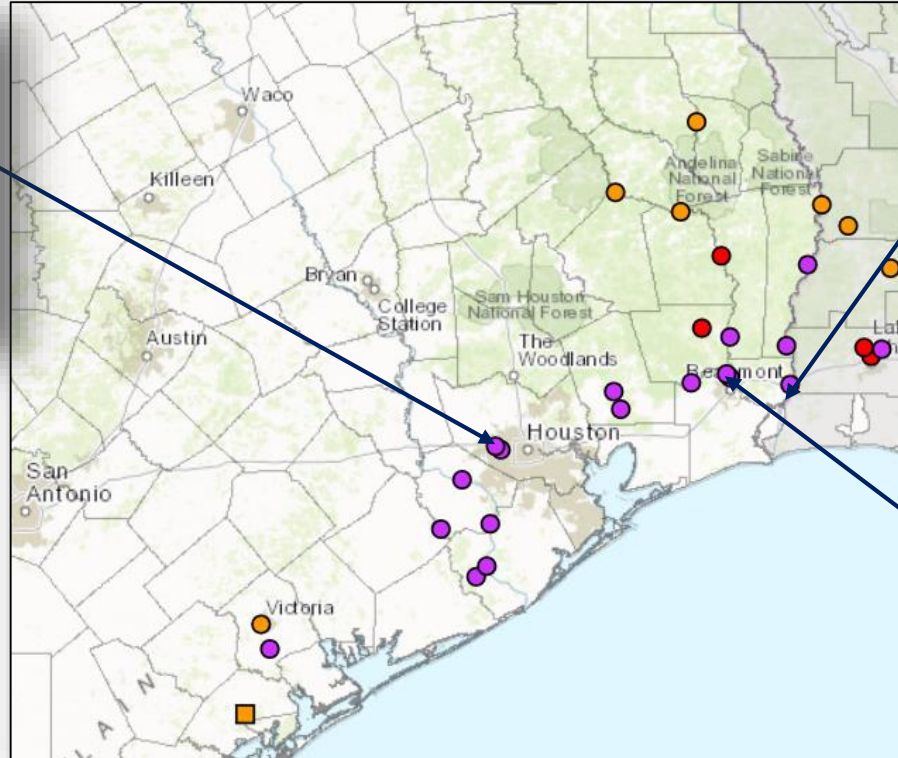 Waco
Killeen
Angelina
National
Forest
Sabine
National
Forest
Bryan
College
Station
Sam Houston
National Forest
Austin
The
Woodlands
Houston
San
Antonio
Victoria